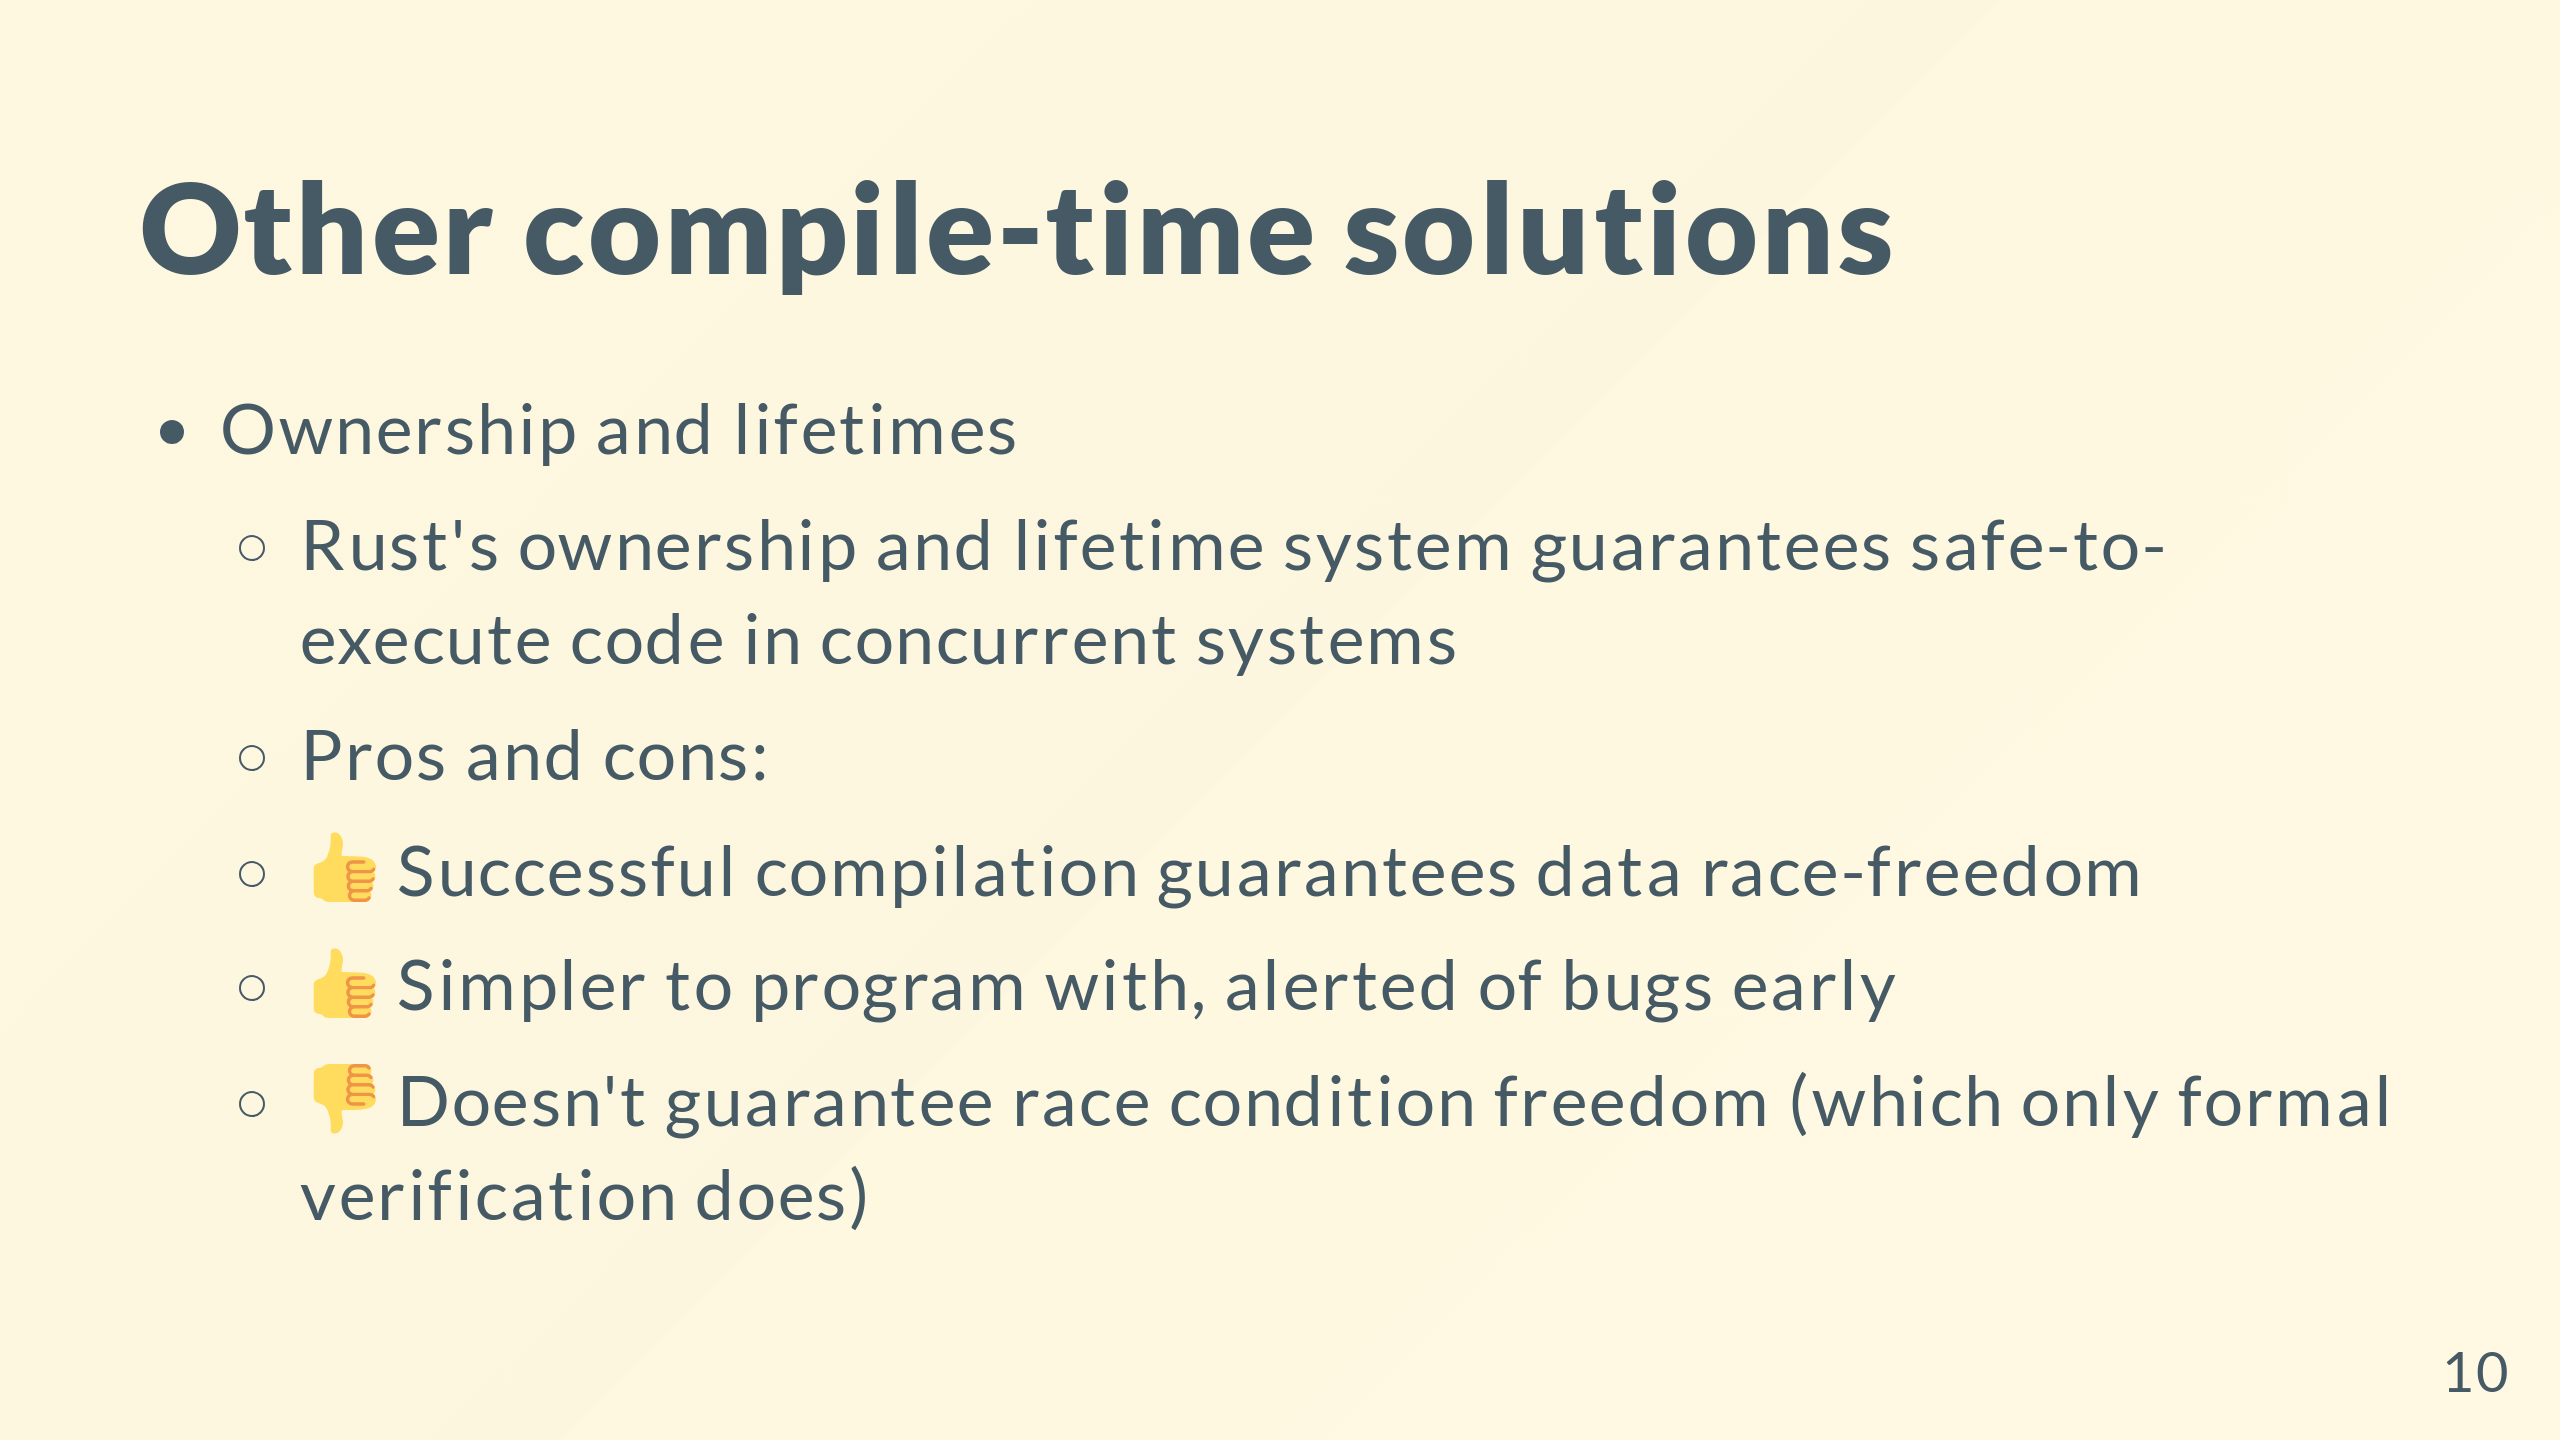 Other compile-time solutions
• Ownership and lifetimes
○ Rust's ownership and lifetime system guarantees safe-to-
execute code in concurrent systems
○ Pros and cons:
○ 👍 Successful compilation guarantees data race-freedom
○ 👍 Simpler to program with, alerted of bugs early
○ 👎 Doesn't guarantee race condition freedom (which only formal
verification does)
10